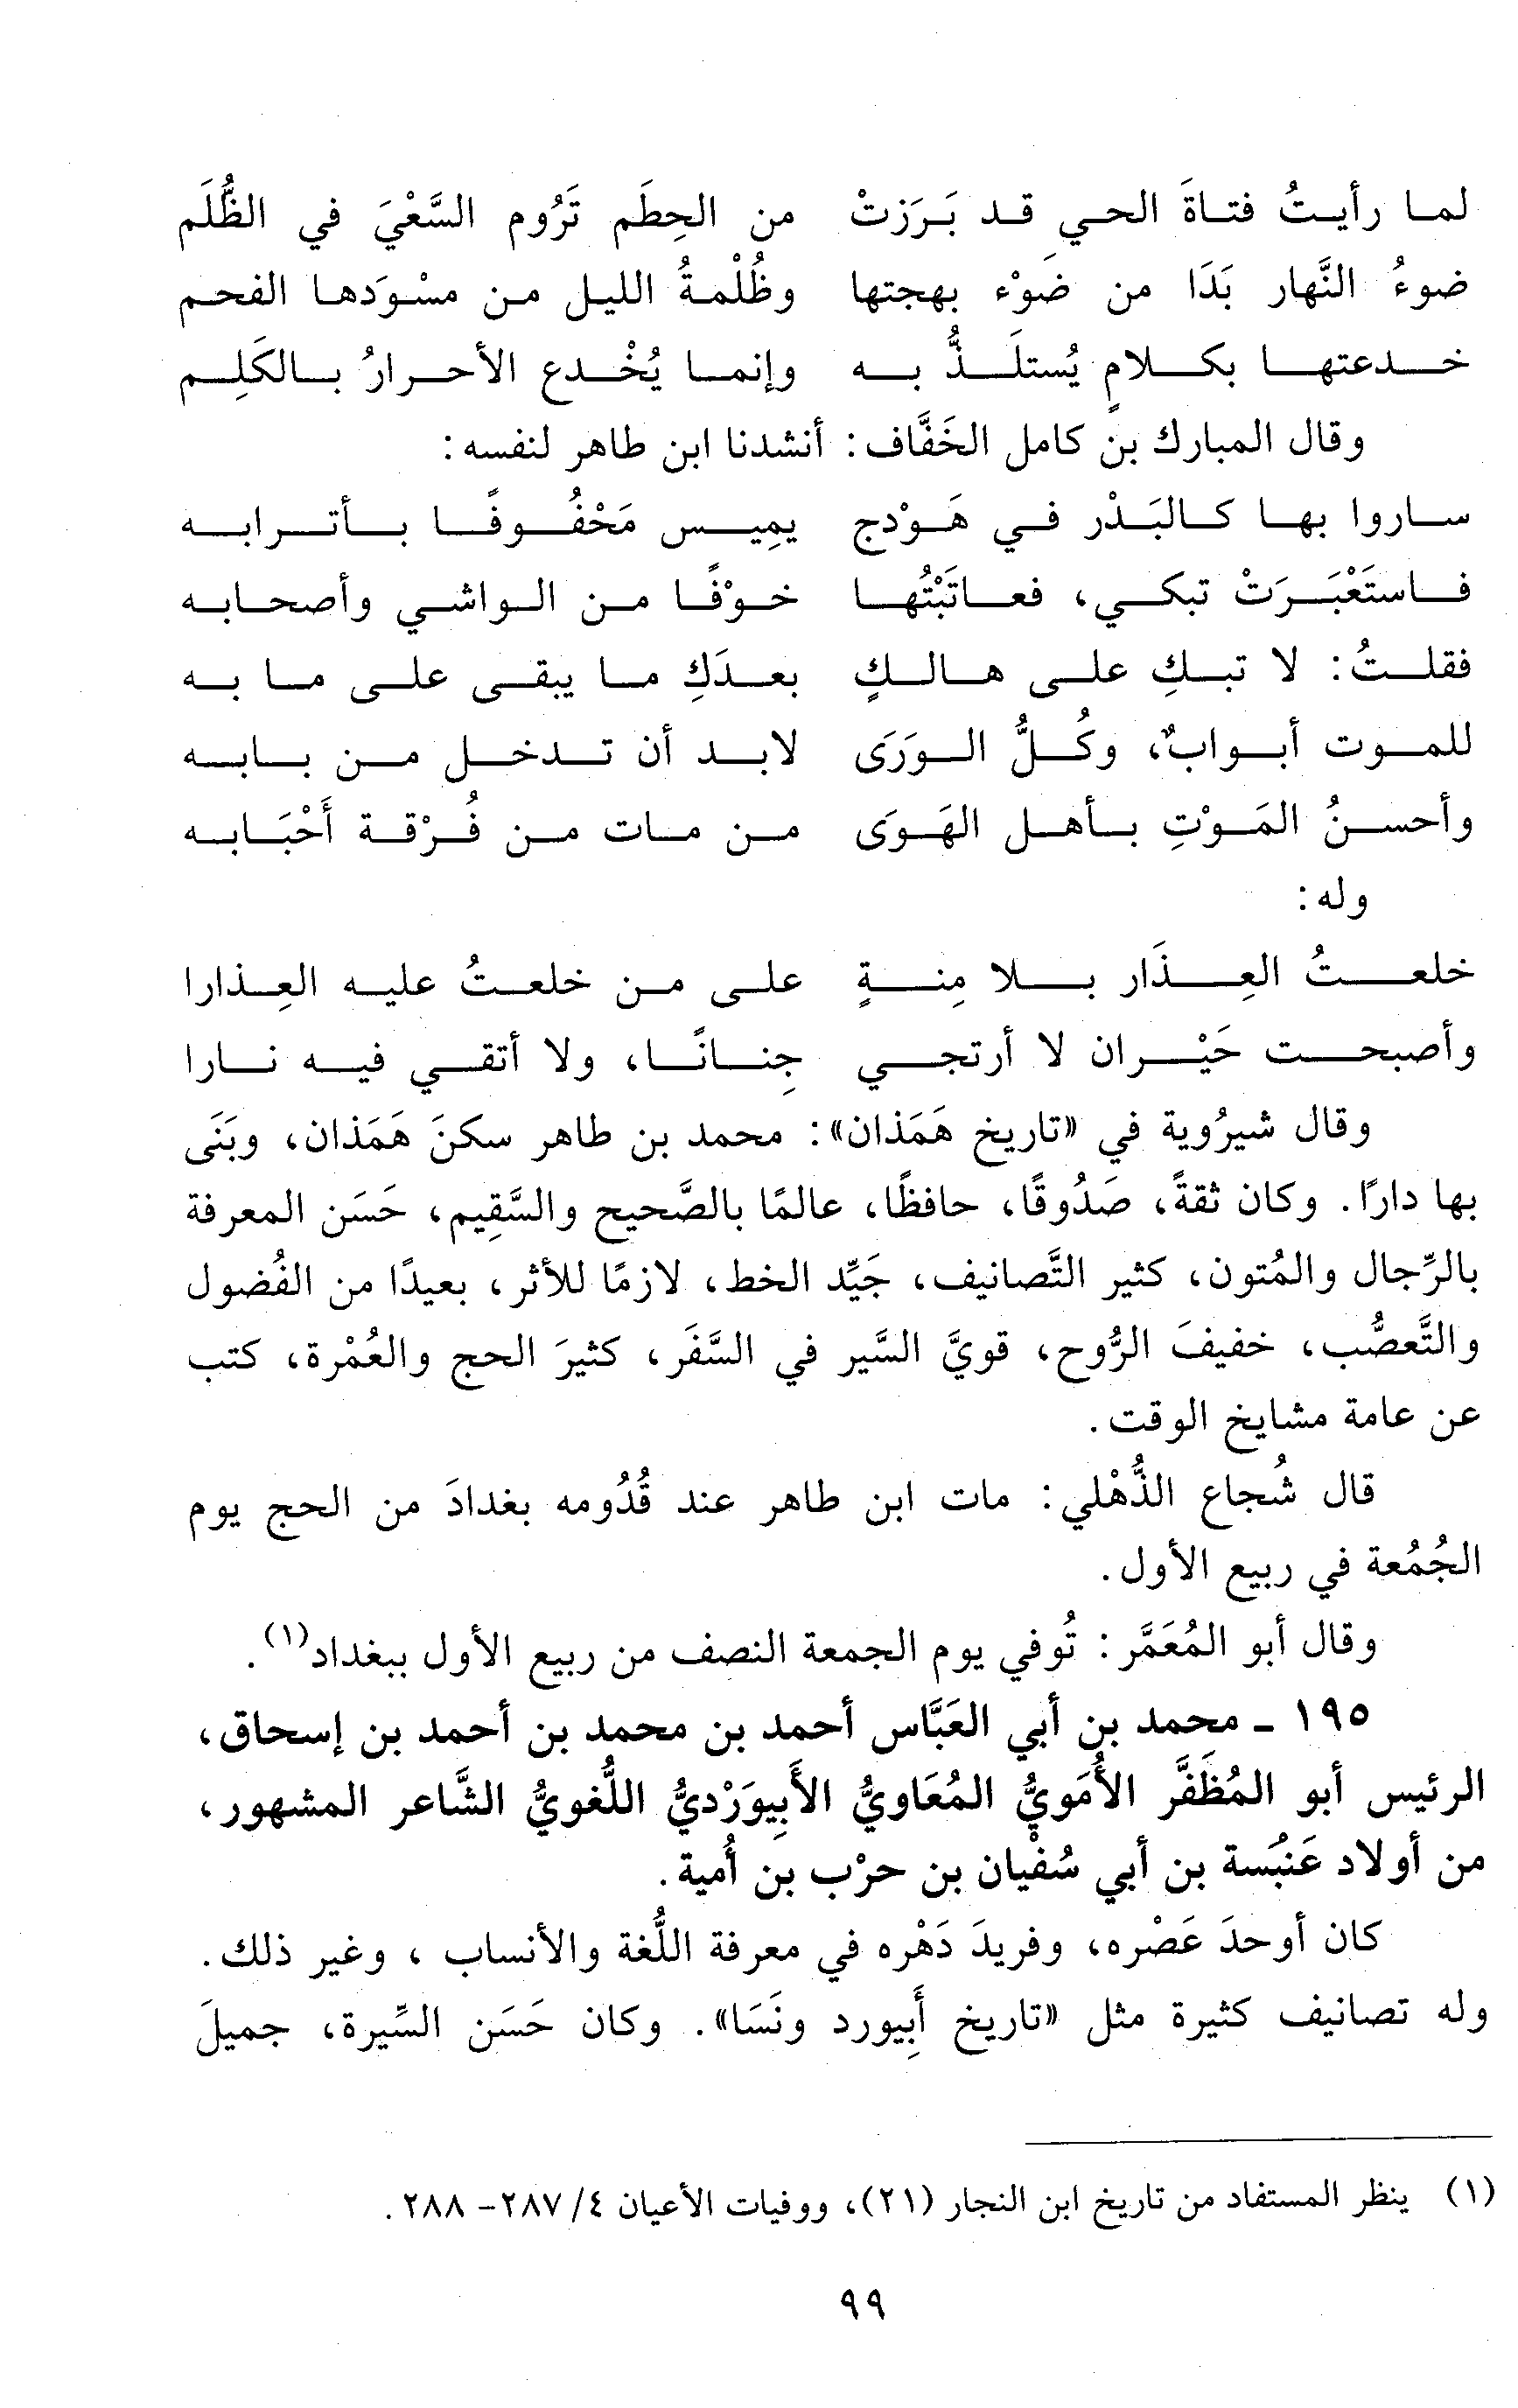 لما رأيتُ فتاةَ الحي قد بَرَزتْ من الحِطَم تَرُوم السَّعْيَ في الظُّلَم
ضوءُ النَّهار بَدَا من ضَوْء بهجتها وظُلْمةُ الليل من مسْوَدها الفحم
خدعتها بكلامٍ يُستلَذُّ به وإنما يُخْدع الأحرارُ بالكَلِم
وقال المبارك بن كامل الخَفَّاف: أنشدنا ابن طاهر لنفسه:
ساروا بها كالبَدْر في هَوْدج يمِيس مَحْفُوفًا بأترابه
فاستَعْبَرَتْ تبكي، فعاتَبْتُها خوْفًا من الواشي وأصحابه
فقلتُ: لا تبكِ على هالكٍ بعدَكِ ما يبقى على ما به
للموت أبوابٌ، وكُلُّ الورَى لابد أن تدخل من بابه
وأحسنُ المَوْتِ بأهل الهَوَى من مات من فُرْقة أَحْبَابه
وله:
خلعتُ العِذَار بلا مِنةٍ على من خلعتُ عليه العِذارا
وأصبحت حَيْران لا أرتجي جِنانًا، ولا أتقي فيه نارا
وقال شيرُوية في «تاريخ هَمَذان»: محمد بن طاهر سكنَ هَمَذان، وبَنَى
بها دارًا. وكان ثقةً، صَدُوقًا، حافظًا، عالمًا بالصَّحيح والسَّقِيم، حَسَن المعرفة
بالرِّجال والمُتون، كثير التَّصانيف، جَيِّد الخط، لازمًا للأثر، بعيدًا من الفُضول
والتَّعصُّب، خفيفَ الرُّوح، قويَّ السَّير في السَّفَر، كثيرَ الحج والعُمْرة، كتب
عن عامة مشايخ الوقت.
قال شُجاع الذُّهْلي: مات ابن طاهر عند قُدُومه بغدادَ من الحج يوم
الجُمُعة في ربيع الأول.
وقال أبو المُعَمَّر: تُوفي يوم الجمعة النصف من ربيع الأول ببغداد(١).
١٩٥ ـ محمد بن أبي العَبَّاس أحمد بن محمد بن أحمد بن إسحاق،
الرئيس أبو المُظَفَّر الأُمَويُّ المُعَاويُّ الأَبِيوَرْديُّ اللُّغويُّ الشَّاعر المشهور،
من أولاد عَنْبُسة بن أبي سُفْيان بن حرْب بن أُمية.
كان أوحدَ عَصْره، وفريدَ دَهْره في معرفة اللُّغة والأنساب ، وغير ذلك.
وله تصانيف كثيرة مثل «تاريخ أَبِيورد ونَسَا». وكان حَسَن السِّيرة، جميلَ
(١) ينظر المستفاد من تاريخ ابن النجار (٢١)، ووفيات الأعيان ٤/ ٢٨٧- ٢٨٨.
٩٩